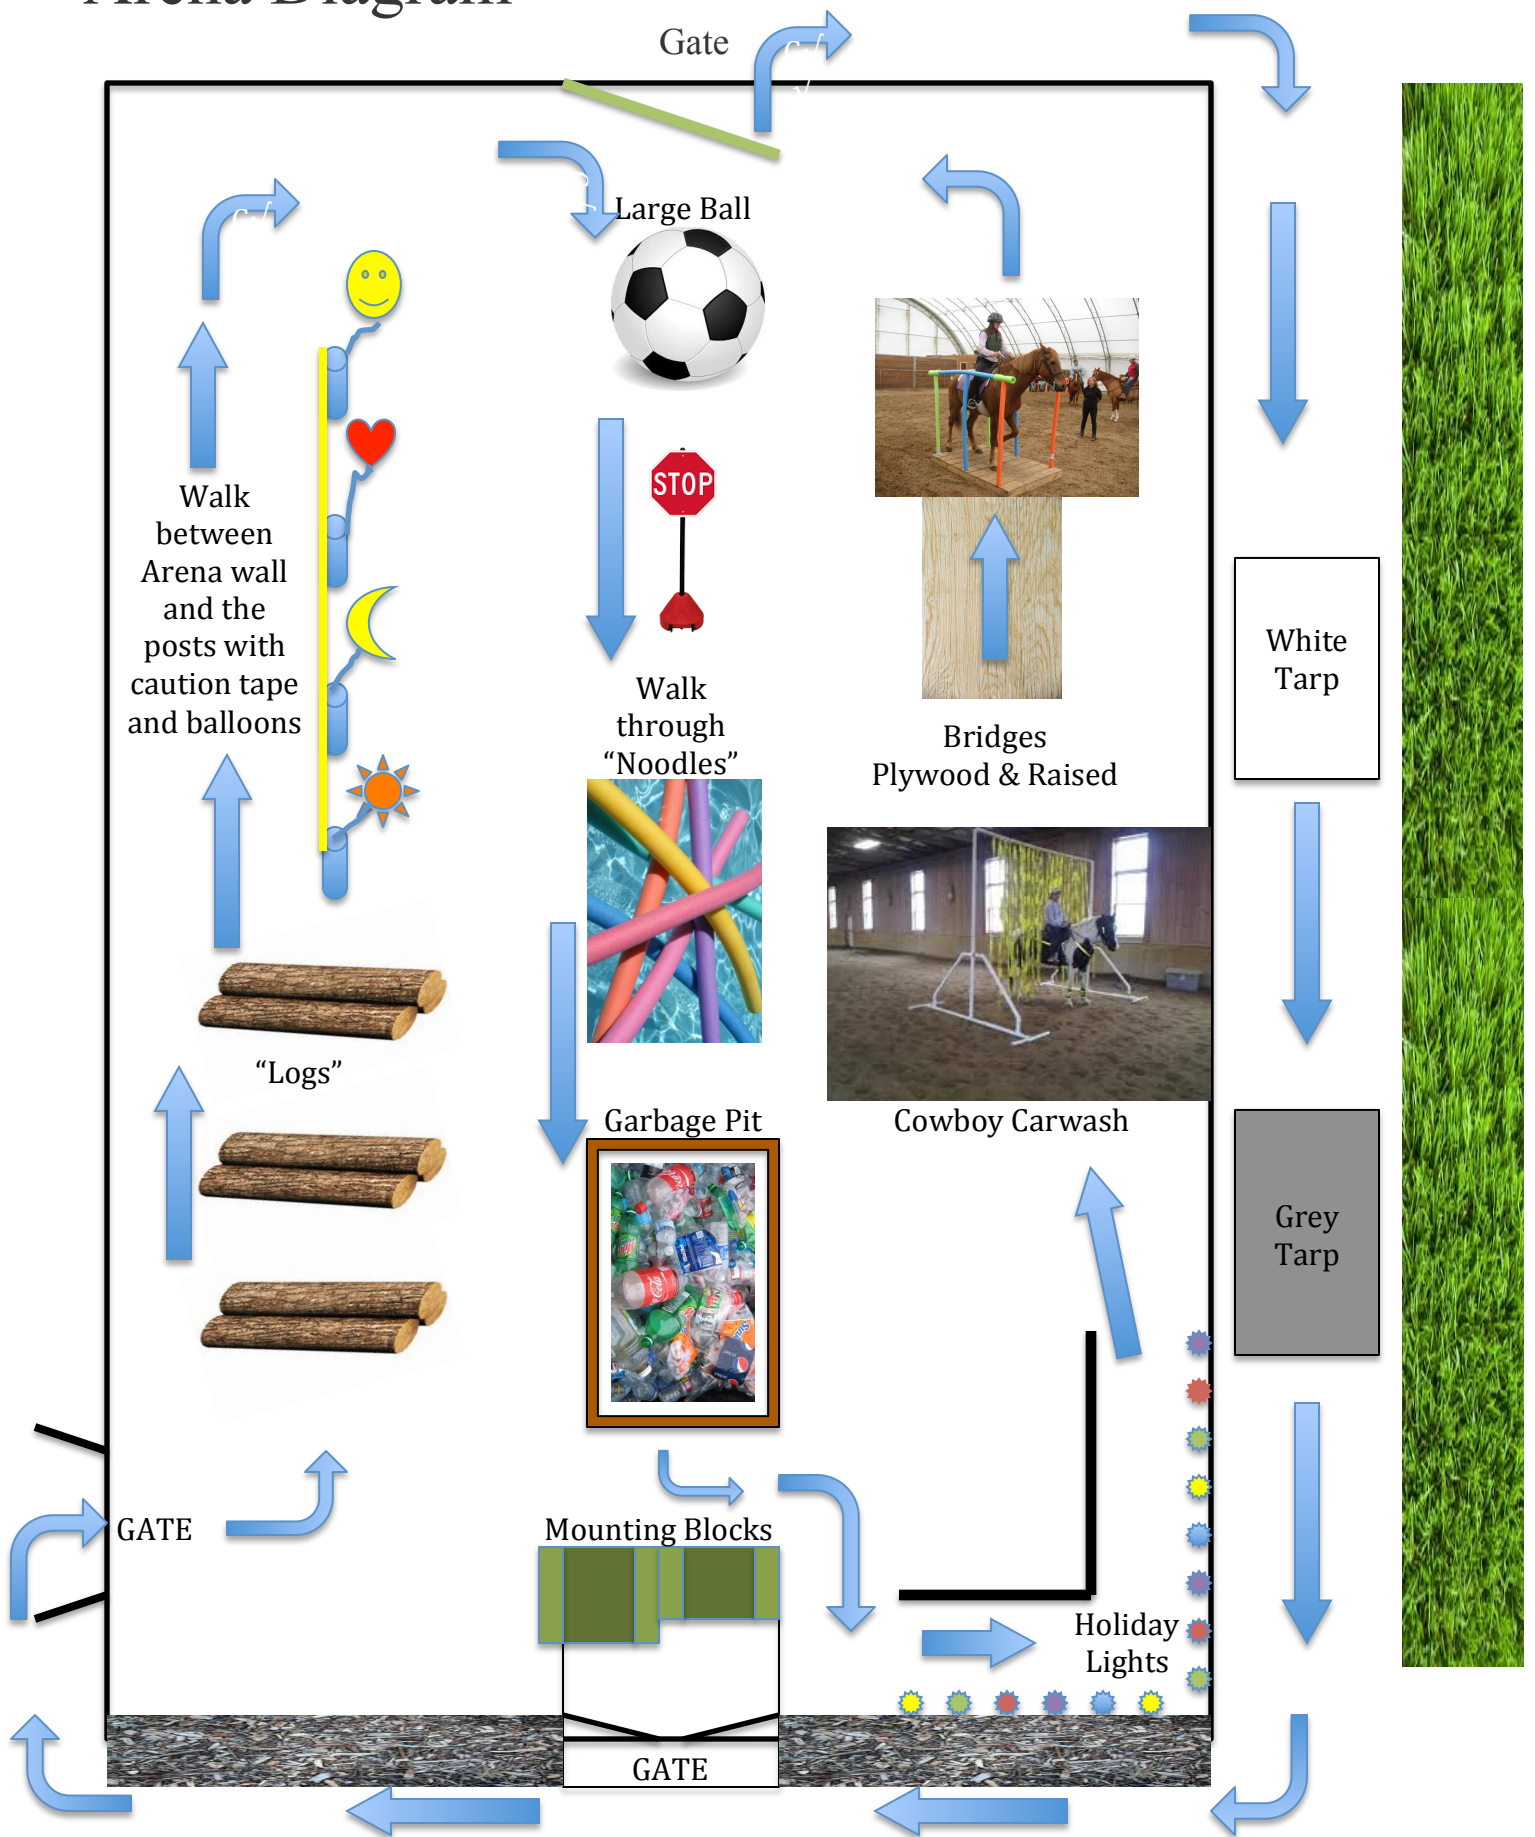 Arena Diagram
Gate
Large Ball
STOP
Walk
between
Arena wall
and the
posts with
caution tape
and balloons
Walk
through
“Noodles”
Bridges
Plywood & Raised
White
Tarp
“Logs”
Garbage Pit
Cowboy Carwash
Grey
Tarp
GATE
Mounting Blocks
Holiday
Lights
GATE